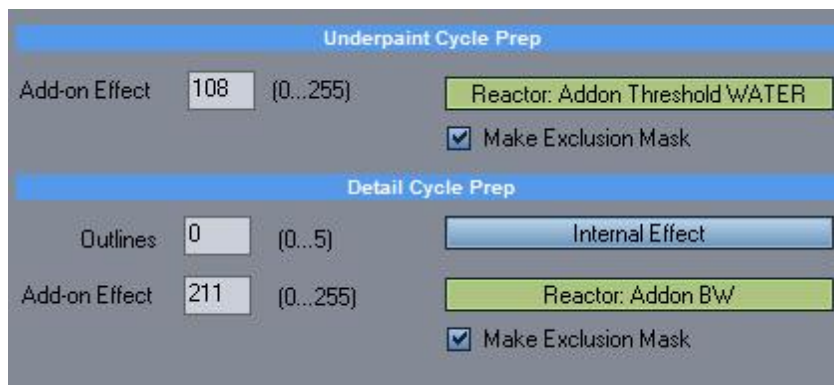 Underpaint Cycle Prep
Add-on Effect 108 (0...255) Reactor: Addon Threshold WATER
Make Exclusion Mask
Detail Cycle Prep
Outlines 0 (0...5) Internal Effect
Add-on Effect 211 (0...255) Reactor: Addon BW
Make Exclusion Mask